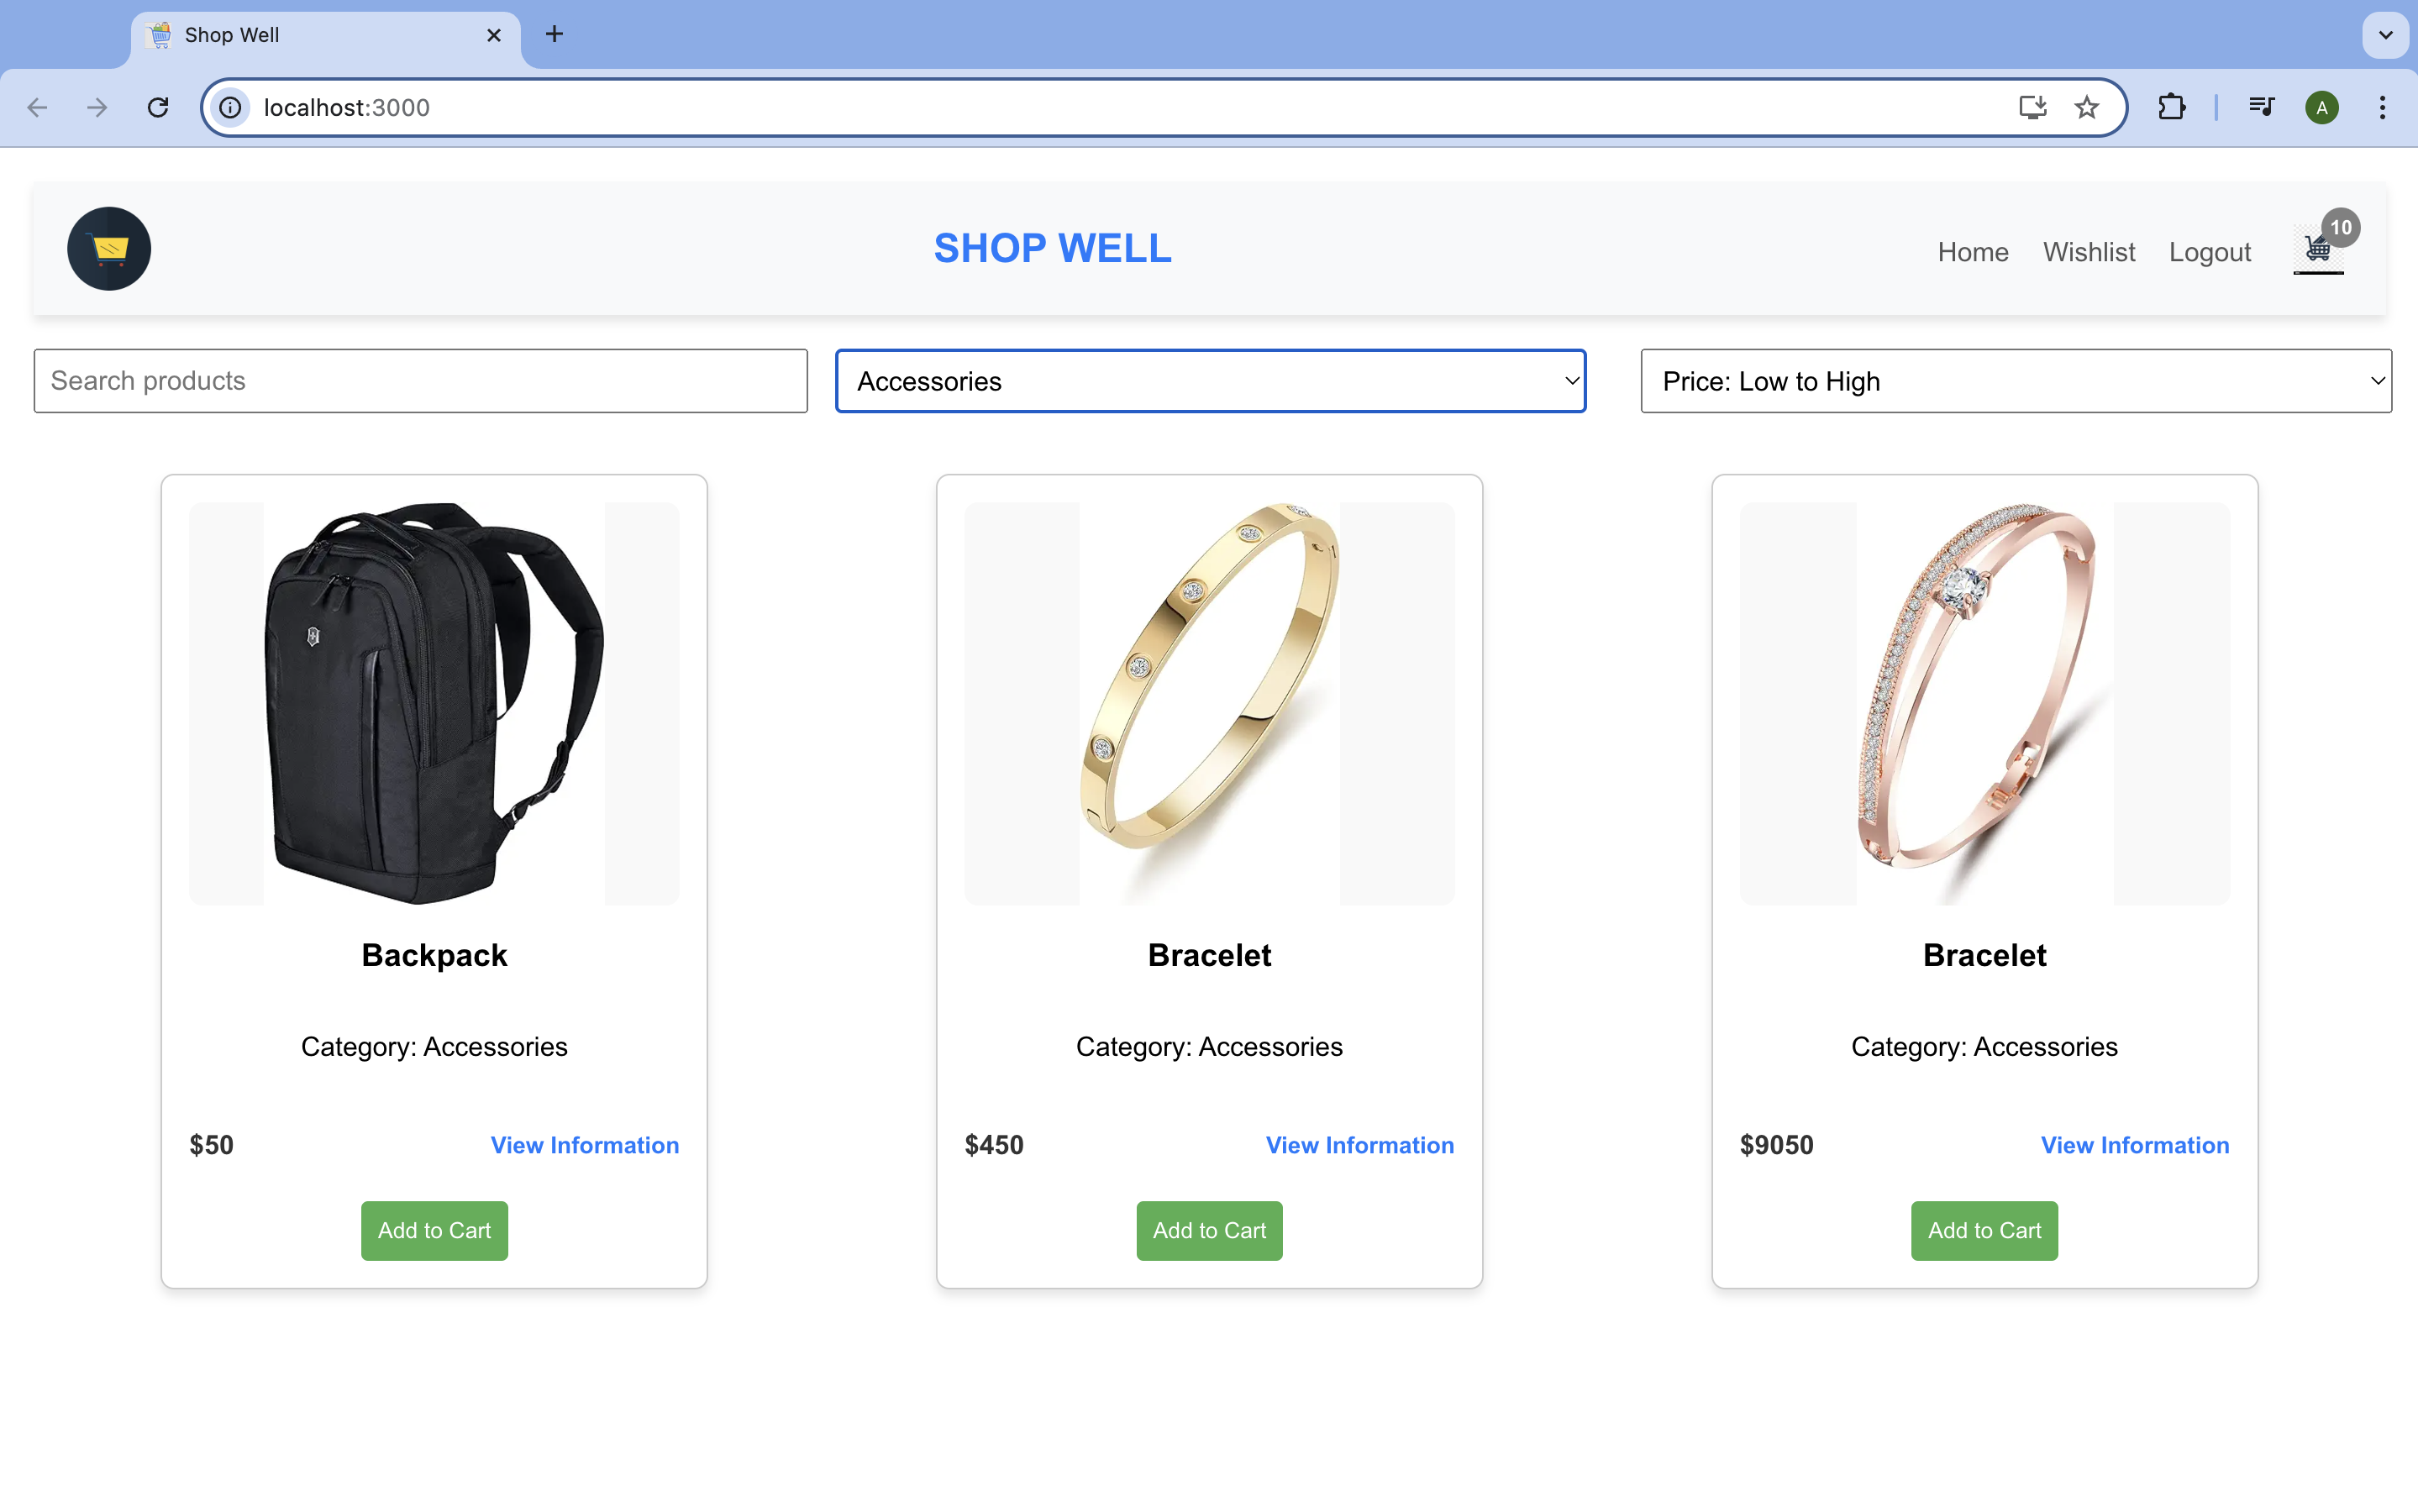 Shop Well
localhost:3000
A
SHOP WELL
Home
Wishlist
Logout
10
Search products
Accessories
Price: Low to High
Backpack
Category: Accessories
$50
View Information
Add to Cart
Bracelet
Category: Accessories
$450
View Information
Add to Cart
Bracelet
Category: Accessories
$9050
View Information
Add to Cart